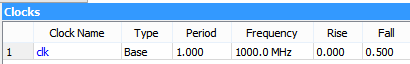 Clocks
Clock Name Type Period Frequency Rise Fall
1 clk Base 1.000 1000.0 MHz 0.000 0.500